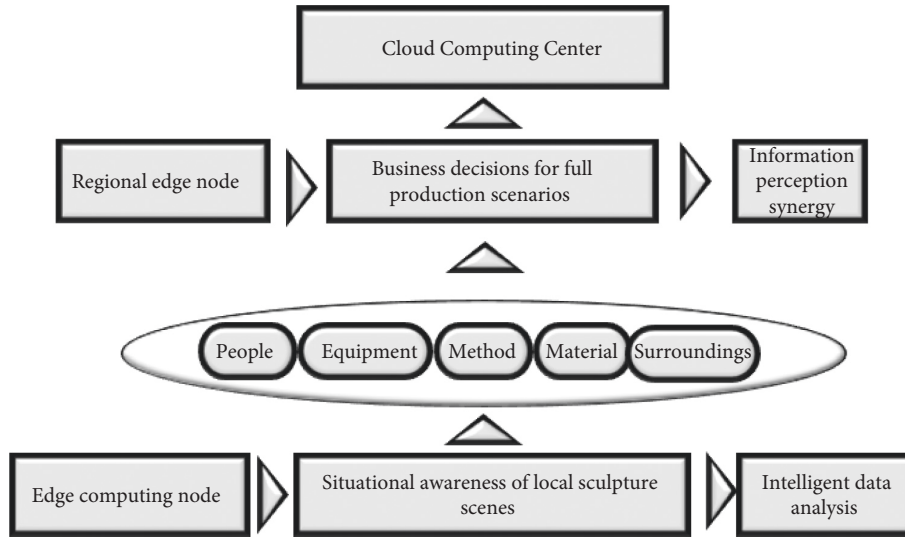 Cloud Computing Center
Regional edge node
Business decisions for full
production scenarios
Information
perception
synergy
People
Equipment
Method
Material
Surroundings
Edge computing node
Situational awareness of local sculpture
scenes
Intelligent data
analysis